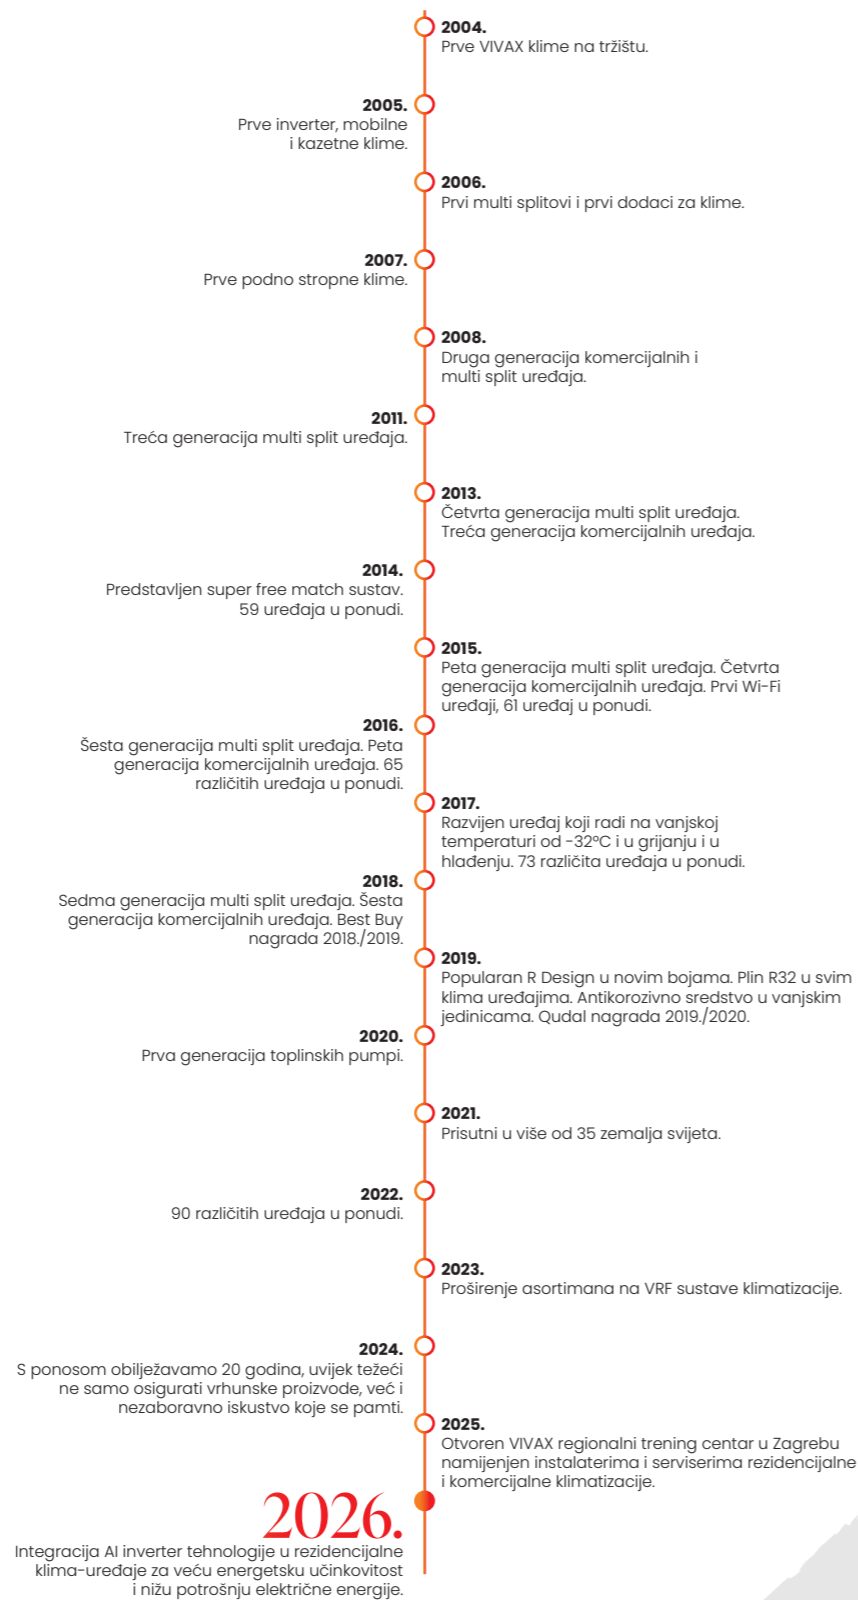 2004.
Prve VIVAX klime na tržištu.
2005.
Prve inverter, mobilne
i kazetne klime.
2006.
Prvi multi splitovi i prvi dodaci za klime.
2007.
Prve podno stropne klime.
2008.
Druga generacija komercijalnih i
multi split uređaja.
2011.
Treća generacija multi split uređaja.
2013.
Četvrta generacija multi split uređaja.
Treća generacija komercijalnih uređaja.
2014.
Predstavljen super free match sustav.
59 uređaja u ponudi.
2015.
Peta generacija multi split uređaja. Četvrta
generacija komercijalnih uređaja. Prvi Wi-Fi
uređaji, 61 uređaj u ponudi.
2016.
Šesta generacija multi split uređaja. Peta
generacija komercijalnih uređaja. 65
različitih uređaja u ponudi.
2017.
Razvijen uređaj koji radi na vanjskoj
temperaturi od -32°C i u grijanju i u
hlađenju. 73 različita uređaja u ponudi.
2018.
Sedma generacija multi split uređaja. Šesta
generacija komercijalnih uređaja. Best Buy
nagrada 2018./2019.
2019.
Popularan R Design u novim bojama. Plin R32 u svim
klima uređajima. Antikorozivno sredstvo u vanjskim
jedinicama. Qudal nagrada 2019./2020.
2020.
Prva generacija toplinskih pumpi.
2021.
Prisutni u više od 35 zemalja svijeta.
2022.
90 različitih uređaja u ponudi.
2023.
Proširenje asortimana na VRF sustave klimatizacije.
2024.
S ponosom obilježavamo 20 godina, uvijek težeći
ne samo osigurati vrhunske proizvode, već i
nezaboravno iskustvo koje se pamti.
2025.
Otvoren VIVAX regionalni trening centar u Zagrebu
namijenjen instalaterima i serviserima rezidencijalne
i komercijalne klimatizacije.
2026.
Integracija AI inverter tehnologije u rezidencijalne
klima-uređaje za veću energetsku učinkovitost
i nižu potrošnju električne energije.